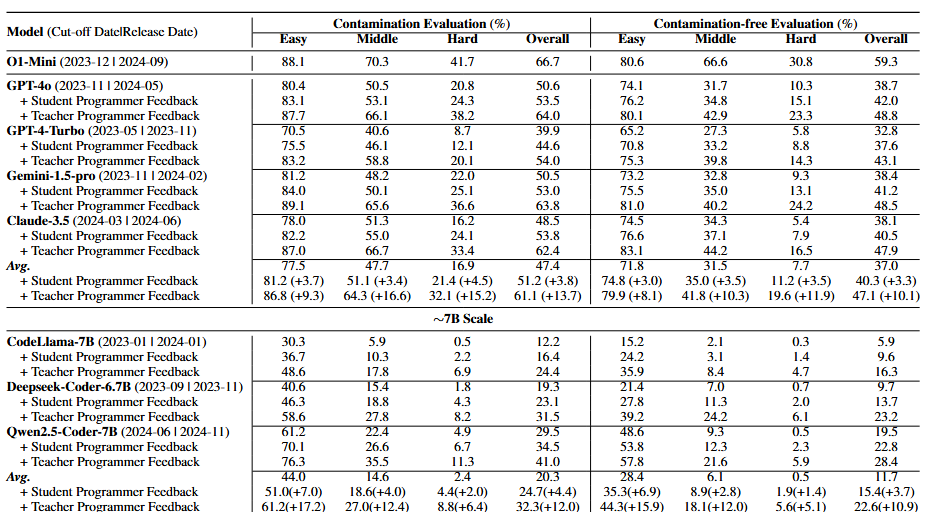 Model (Cut-off Date|Release Date) Contamination Evaluation (%) Contamination-free Evaluation (%)
Easy Middle Hard Overall Easy Middle Hard Overall
O1-Mini (2023-12 | 2024-09) 88.1 70.3 41.7 66.7 80.6 66.6 30.8 59.3
GPT-4o (2023-11 | 2024-05) 80.4 50.5 20.8 50.6 74.1 31.7 10.3 38.7
+ Student Programmer Feedback 83.1 53.1 24.3 53.5 76.2 34.8 15.1 42.0
+ Teacher Programmer Feedback 87.7 66.1 38.2 64.0 80.1 42.9 23.3 48.8
GPT-4-Turbo (2023-05 | 2023-11) 70.5 40.6 8.7 39.9 65.2 27.3 5.8 32.8
+ Student Programmer Feedback 75.5 46.1 12.1 44.6 70.8 33.2 8.8 37.6
+ Teacher Programmer Feedback 83.2 58.8 20.1 54.0 75.3 39.8 14.3 43.1
Gemini-1.5-pro (2023-11 | 2024-02) 81.2 48.2 22.0 50.5 73.2 32.8 9.3 38.4
+ Student Programmer Feedback 84.0 50.1 25.1 53.0 75.5 35.0 13.1 41.2
+ Teacher Programmer Feedback 89.1 65.6 36.6 63.8 81.0 40.2 24.2 48.5
Claude-3.5 (2024-03 | 2024-06) 78.0 51.3 16.2 48.5 74.5 34.3 5.4 38.1
+ Student Programmer Feedback 82.2 55.0 24.1 53.8 76.6 37.1 7.9 40.5
+ Teacher Programmer Feedback 87.0 66.7 33.4 62.4 83.1 44.2 16.5 47.9
Avg. 77.5 47.7 16.9 47.4 71.8 31.5 7.7 37.0
+ Student Programmer Feedback 81.2 (+3.7) 51.1 (+3.4) 21.4 (+4.5) 51.2 (+3.8) 74.8 (+3.0) 35.0 (+3.5) 11.2 (+3.5) 40.3 (+3.3)
+ Teacher Programmer Feedback 86.8 (+9.3) 64.3 (+16.6) 32.1 (+15.2) 61.1 (+13.7) 79.9 (+8.1) 41.8 (+10.3) 19.6 (+11.9) 47.1 (+10.1)
∼7B Scale
CodeLlama-7B (2023-01 | 2024-01) 30.3 5.9 0.5 12.2 15.2 2.1 0.3 5.9
+ Student Programmer Feedback 36.7 10.3 2.2 16.4 24.2 3.1 1.4 9.6
+ Teacher Programmer Feedback 48.6 17.8 6.9 24.4 35.9 8.4 4.7 16.3
Deepseek-Coder-6.7B (2023-09 | 2023-11) 40.6 15.4 1.8 19.3 21.4 7.0 0.7 9.7
+ Student Programmer Feedback 46.3 18.8 4.3 23.1 27.8 11.3 2.0 13.7
+ Teacher Programmer Feedback 58.6 27.8 8.2 31.5 39.2 24.2 6.1 23.2
Qwen2.5-Coder-7B (2024-06 | 2024-11) 61.2 22.4 4.9 29.5 48.6 9.3 0.5 19.5
+ Student Programmer Feedback 70.1 26.6 6.7 34.5 53.8 12.3 2.3 22.8
+ Teacher Programmer Feedback 76.3 35.5 11.3 41.0 57.8 21.6 5.9 28.4
Avg. 44.0 14.6 2.4 20.3 28.4 6.1 0.5 11.7
+ Student Programmer Feedback 51.0(+7.0) 18.6(+4.0) 4.4(+2.0) 24.7(+4.4) 35.3(+6.9) 8.9(+2.8) 1.9(+1.4) 15.4(+3.7)
+ Teacher Programmer Feedback 61.2(+17.2) 27.0(+12.4) 8.8(+6.4) 32.3(+12.0) 44.3(+15.9) 18.1(+12.0) 5.6(+5.1) 22.6(+10.9)